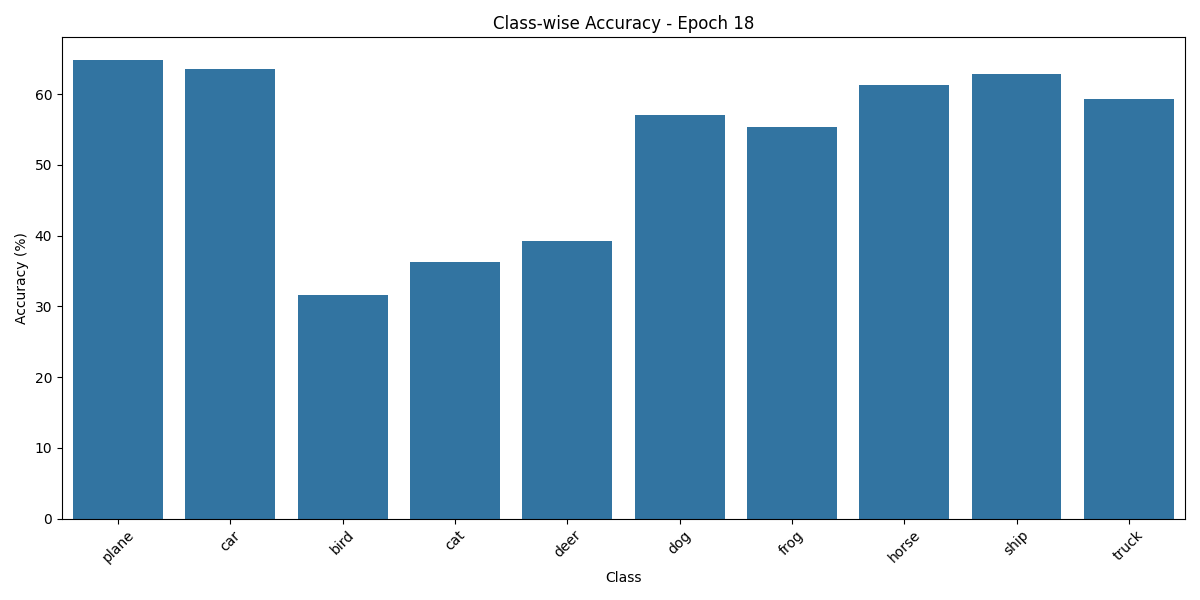 Class-wise Accuracy - Epoch 18
Accuracy (%)
60
50
40
30
20
10
0
plane
car
bird
cat
deer
dog
frog
horse
ship
truck
Class